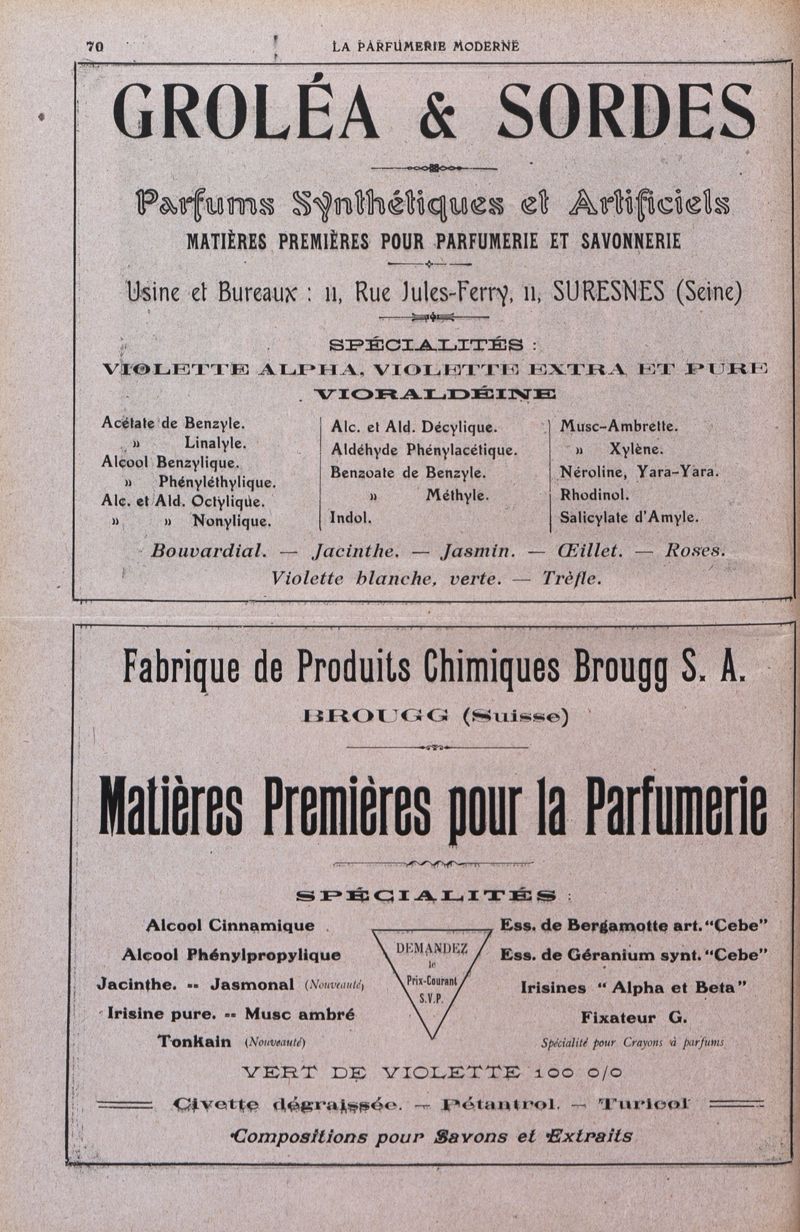 70
LA PARFUMERIE MODERNE
GROLÉA & SORDES
Parfums Synthétiques et Artificiels
MATIÈRES PREMIÈRES POUR PARFUMERIE ET SAVONNERIE
Usine et Bureaux : 11, Rue Jules-Ferry, 11, SURESNES (Seine)
SPÉCIALITÉS :
VIOLETTE ALPHA, VIOLETTE EXTRA ET PURE
VIORALDÉINE
Acétate de Benzyle.
» Linalyle.
Alcool Benzylique.
» Phényléthylique.
Alc. et Ald. Octylique.
» » Nonylique.
Alc. et Ald. Décylique.
Aldéhyde Phénylacétique.
Benzoate de Benzyle.
» Méthyle.
Indol.
Musc-Ambrette.
» Xylène.
Néroline, Yara-Yara.
Rhodinol.
Salicylate d'Amyle.
Bouvardial. — Jacinthe. — Jasmin. — Œillet. — Roses.
Violette blanche, verte. — Trèfle.
Fabrique de Produits Chimiques Brougg S. A.
BROUGG (Suisse)
Matières Premières pour la Parfumerie
SPÉCIALITÉS :
Alcool Cinnamique
Alcool Phénylpropylique
Jacinthe. -- Jasmonal (Nouveauté)
Irisine pure. -- Musc ambré
Tonkain (Nouveauté)
DEMANDEZ
le
Prix-Courant
S.V.P.
Ess. de Bergamotte art. "Cebe"
Ess. de Géranium synt. "Cebe"
Irisines " Alpha et Beta"
Fixateur G.
Spécialité pour Crayons à parfums
VERT DE VIOLETTE 100 0/0
Civette dégraissée. — Pétantrol. — Turicol
Compositions pour Savons et Extraits